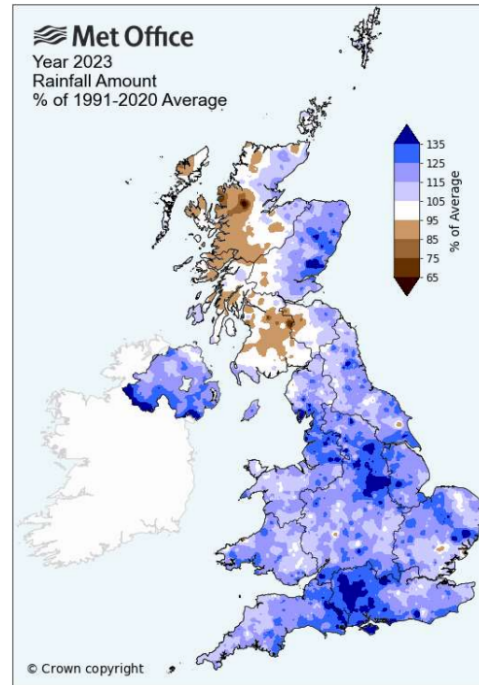 Met Office
Year 2023
Rainfall Amount
% of 1991-2020 Average
135
125
115
105
95
85
75
65
% of Average
© Crown copyright